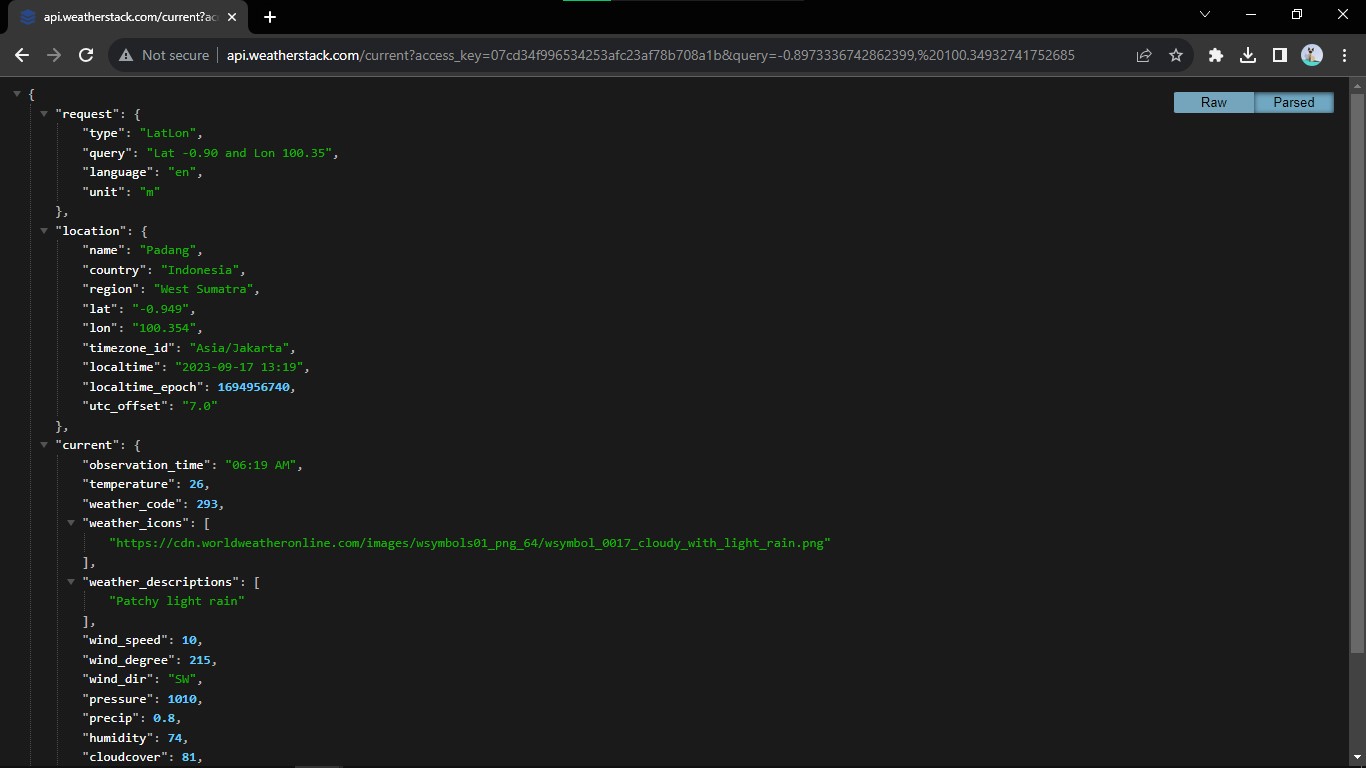 api.weatherstack.com/current?ac
Not secure
api.weatherstack.com/current?access_key=07cd34f996534253afc23af78b708a1b&query=-0.8973336742862399,%20100.34932741752685
Raw
Parsed
{
"request": {
"type": "LatLon",
"query": "Lat -0.90 and Lon 100.35",
"language": "en",
"unit": "m"
},
"location": {
"name": "Padang",
"country": "Indonesia",
"region": "West Sumatra",
"lat": "-0.949",
"lon": "100.354",
"timezone_id": "Asia/Jakarta",
"localtime": "2023-09-17 13:19",
"localtime_epoch": 1694956740,
"utc_offset": "7.0"
},
"current": {
"observation_time": "06:19 AM",
"temperature": 26,
"weather_code": 293,
"weather_icons": [
"https://cdn.worldweatheronline.com/images/wsymbols01_png_64/wsymbol_0017_cloudy_with_light_rain.png"
],
"weather_descriptions": [
"Patchy light rain"
],
"wind_speed": 10,
"wind_degree": 215,
"wind_dir": "SW",
"pressure": 1010,
"precip": 0.8,
"humidity": 74,
"cloudcover": 81,